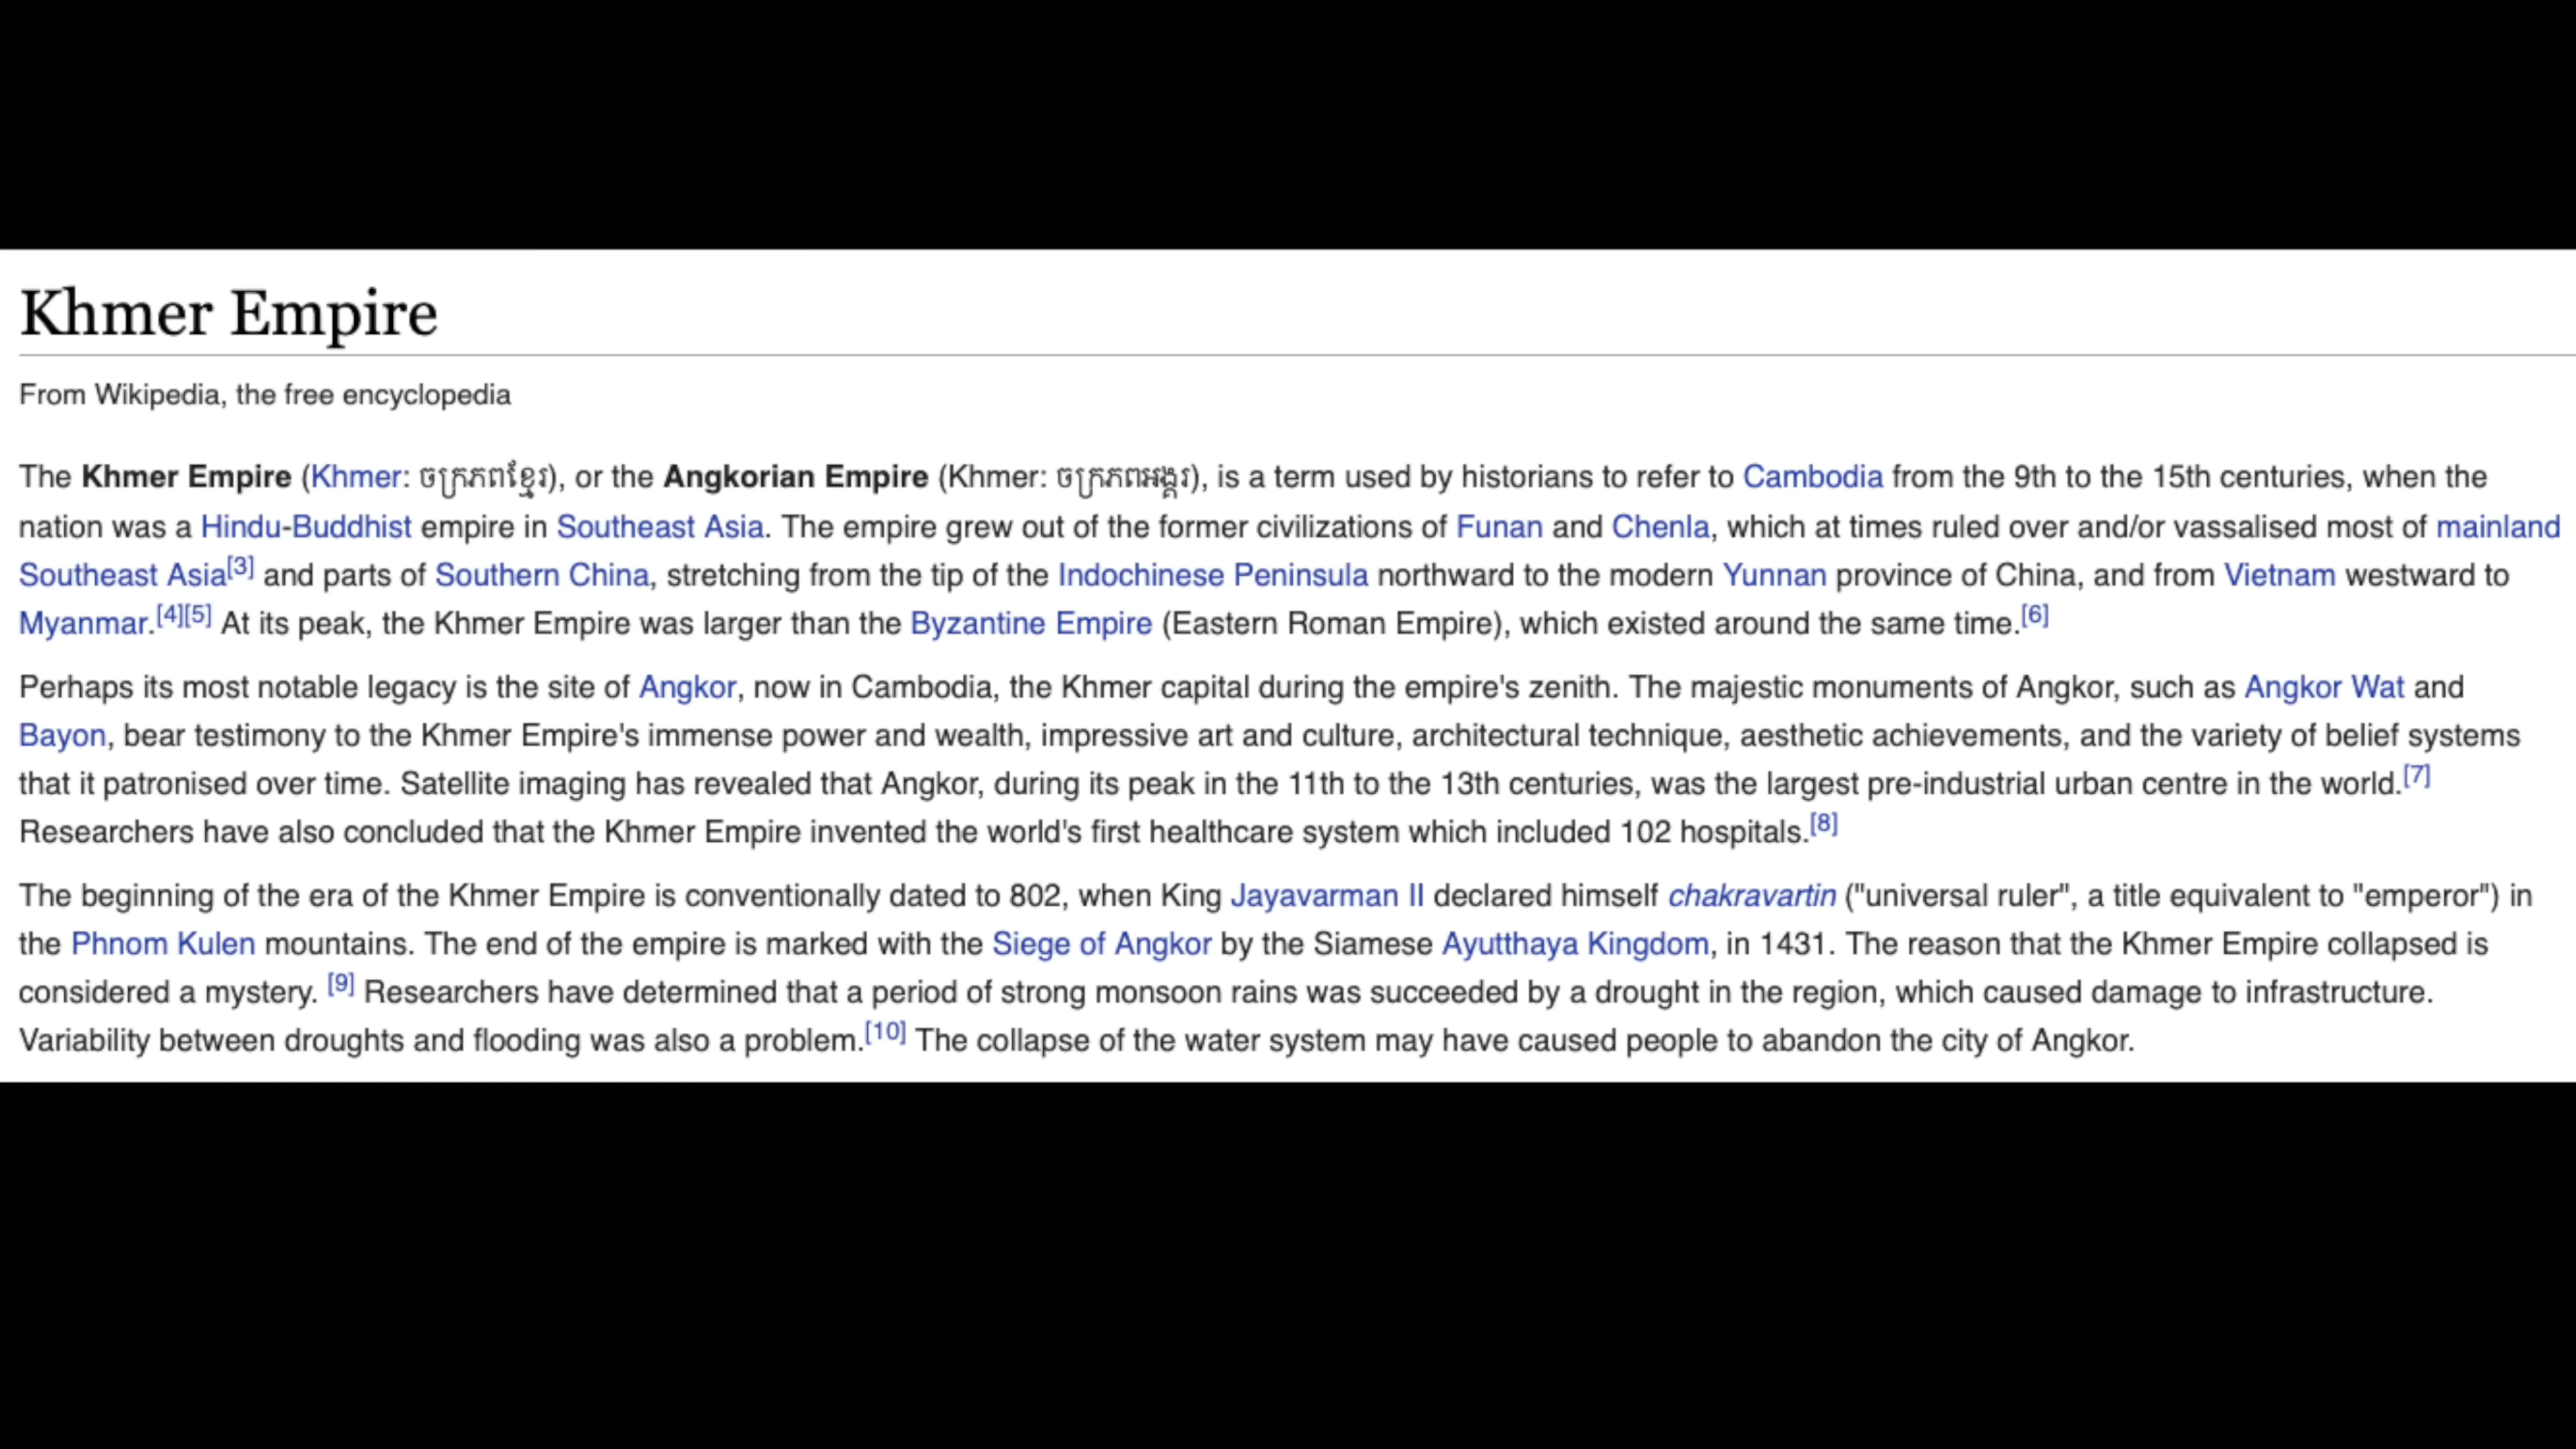 Khmer Empire
From Wikipedia, the free encyclopedia
The Khmer Empire (Khmer: ចក្រភពខ្មែរ), or the Angkorian Empire (Khmer: ចក្រភពអង្គរ), is a term used by historians to refer to Cambodia from the 9th to the 15th centuries, when the
nation was a Hindu-Buddhist empire in Southeast Asia. The empire grew out of the former civilizations of Funan and Chenla, which at times ruled over and/or vassalised most of mainland
Southeast Asia[3] and parts of Southern China, stretching from the tip of the Indochinese Peninsula northward to the modern Yunnan province of China, and from Vietnam westward to
Myanmar.[4][5] At its peak, the Khmer Empire was larger than the Byzantine Empire (Eastern Roman Empire), which existed around the same time.[6]
Perhaps its most notable legacy is the site of Angkor, now in Cambodia, the Khmer capital during the empire's zenith. The majestic monuments of Angkor, such as Angkor Wat and
Bayon, bear testimony to the Khmer Empire's immense power and wealth, impressive art and culture, architectural technique, aesthetic achievements, and the variety of belief systems
that it patronised over time. Satellite imaging has revealed that Angkor, during its peak in the 11th to the 13th centuries, was the largest pre-industrial urban centre in the world.[7]
Researchers have also concluded that the Khmer Empire invented the world's first healthcare system which included 102 hospitals.[8]
The beginning of the era of the Khmer Empire is conventionally dated to 802, when King Jayavarman II declared himself chakravartin ("universal ruler", a title equivalent to "emperor") in
the Phnom Kulen mountains. The end of the empire is marked with the Siege of Angkor by the Siamese Ayutthaya Kingdom, in 1431. The reason that the Khmer Empire collapsed is
considered a mystery. [9] Researchers have determined that a period of strong monsoon rains was succeeded by a drought in the region, which caused damage to infrastructure.
Variability between droughts and flooding was also a problem.[10] The collapse of the water system may have caused people to abandon the city of Angkor.